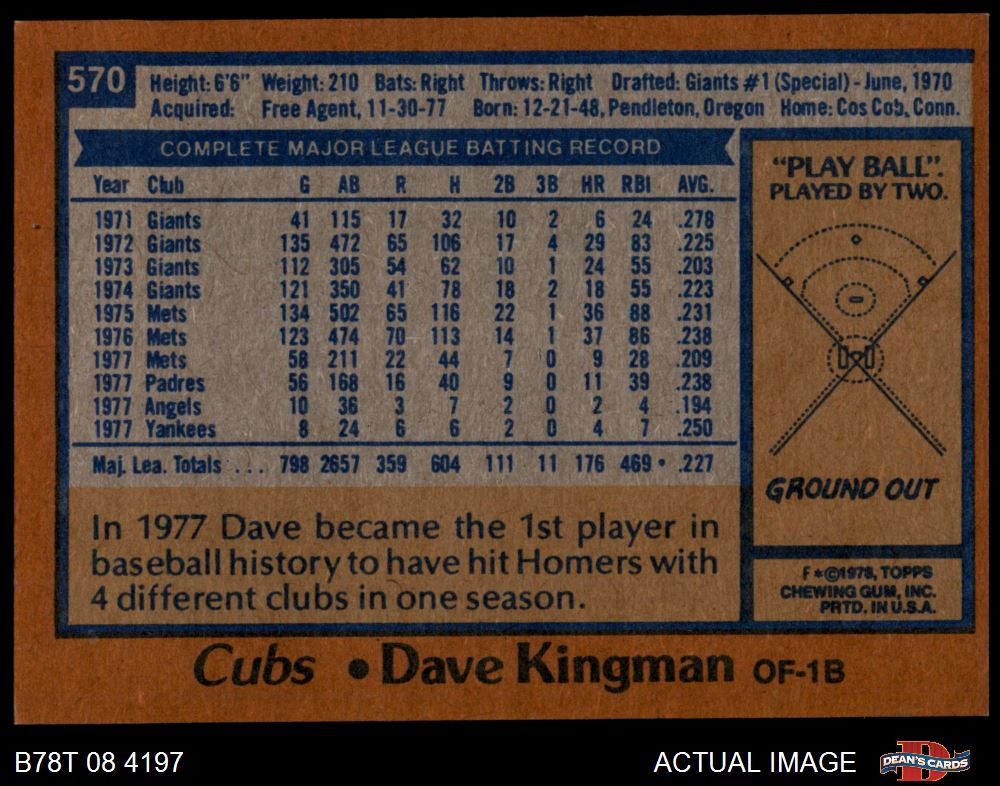 570
Height: 6'6" Weight: 210 Bats: Right Throws: Right Drafted: Giants #1 (Special) - June, 1970
Acquired: Free Agent, 11-30-77 Born: 12-21-48, Pendleton, Oregon Home: Cos Cob, Conn.
COMPLETE MAJOR LEAGUE BATTING RECORD
Year Club G AB R H 2B 3B HR RBI AVG.
1971 Giants 41 115 17 32 10 2 6 24 .278
1972 Giants 135 472 65 106 17 4 29 83 .225
1973 Giants 112 305 54 62 10 1 24 55 .203
1974 Giants 121 350 41 78 18 2 18 55 .223
1975 Mets 134 502 65 116 22 1 36 88 .231
1976 Mets 123 474 70 113 14 1 37 86 .238
1977 Mets 58 211 22 44 7 0 9 28 .209
1977 Padres 56 168 16 40 9 0 11 39 .238
1977 Angels 10 36 3 7 2 0 2 4 .194
1977 Yankees 8 24 6 6 2 0 4 7 .250
Maj. Lea. Totals ... 798 2657 359 604 111 11 176 469 • .227
In 1977 Dave became the 1st player in
baseball history to have hit Homers with
4 different clubs in one season.
"PLAY BALL".
PLAYED BY TWO.
GROUND OUT
F*©1978, TOPPS
CHEWING GUM, INC.
PRTD. IN U.S.A.
Cubs • Dave Kingman OF-1B
B78T 08 4197
ACTUAL IMAGE
D
DEAN'S CARDS